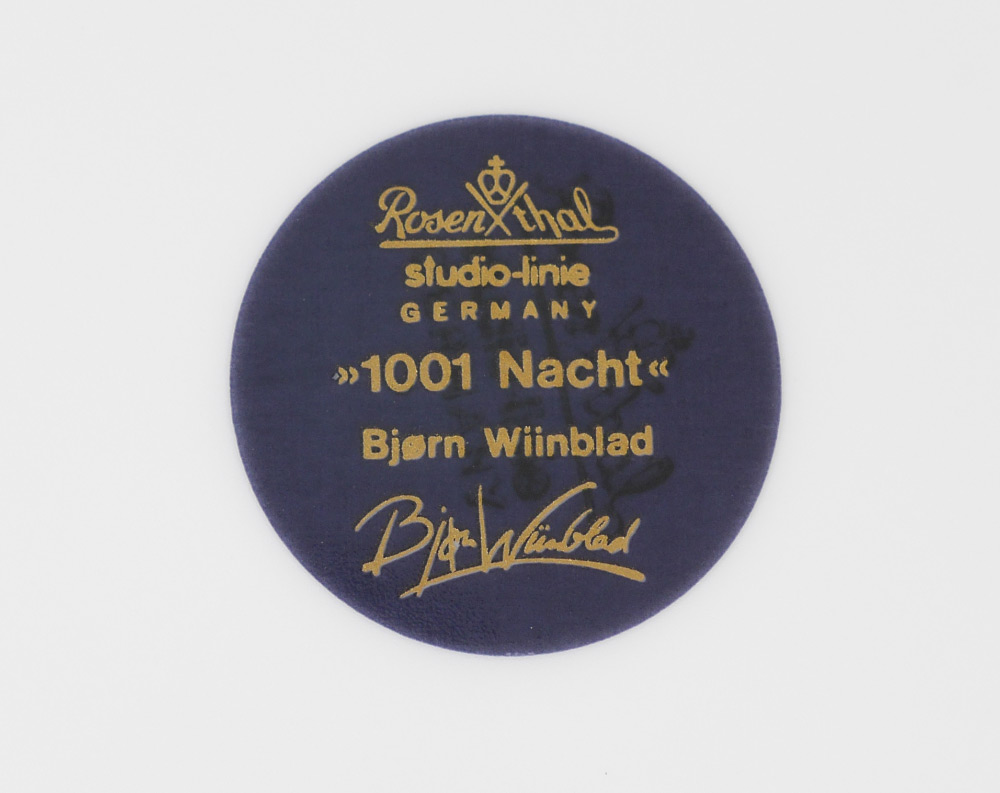 Rosenthal
studio-linie
GERMANY
»1001 Nacht«
Bjørn Wiinblad
Bjørn Wiinblad